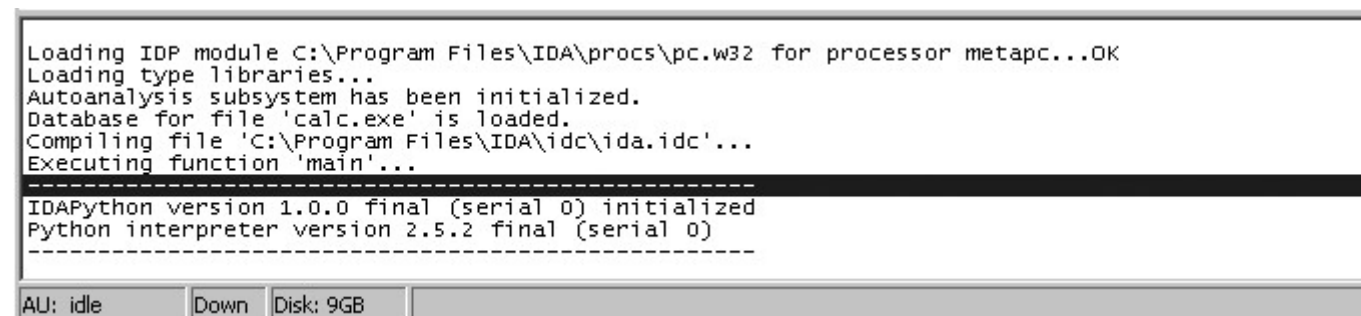 Loading IDP module C:\Program Files\IDA\procs\pc.w32 for processor metapc...OK
Loading type libraries...
Autoanalysis subsystem has been initialized.
Database for file 'calc.exe' is loaded.
Compiling file 'C:\Program Files\IDA\idc\ida.idc'...
Executing function 'main'...
----------------------------------------------------
IDAPython version 1.0.0 final (serial 0) initialized
Python interpreter version 2.5.2 final (serial 0)
----------------------------------------------------
AU: idle Down Disk: 9GB